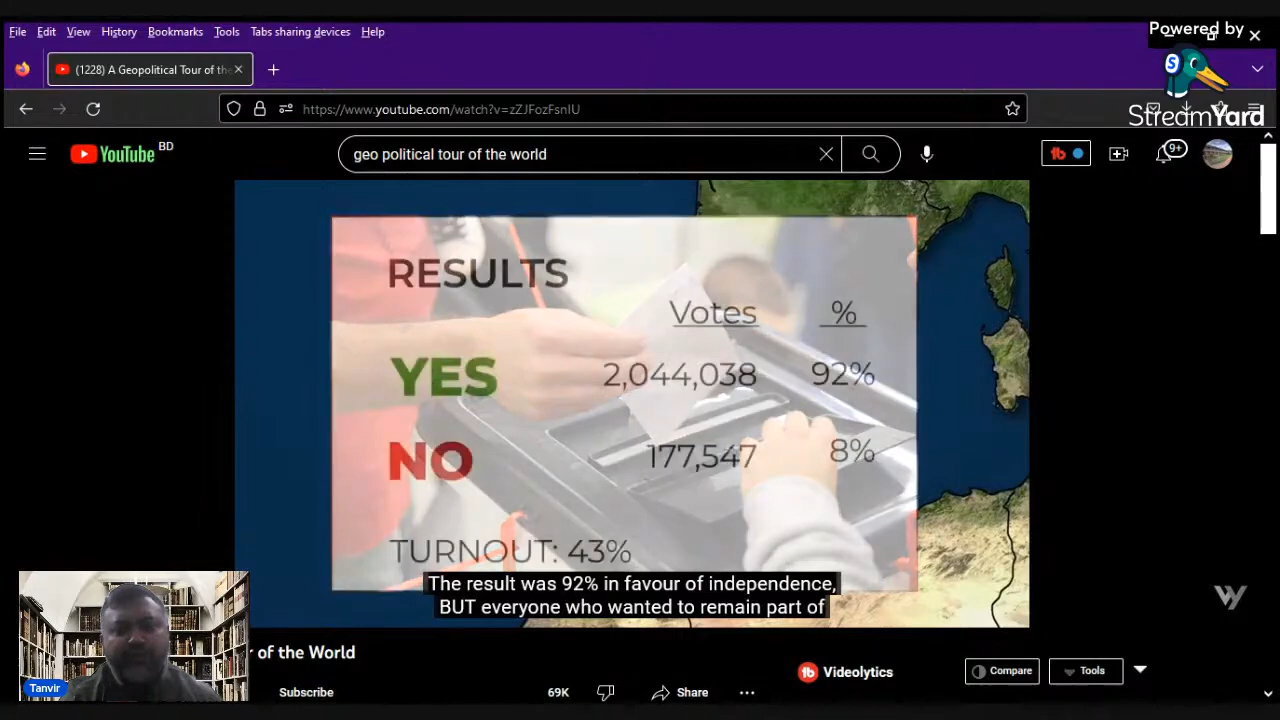 File Edit View History Bookmarks Tools Tabs sharing devices Help
Powered by
StreamYard
(1228) A Geopolitical Tour of the
https://www.youtube.com/watch?v=zZJFozFsnIU
YouTube BD
geo political tour of the world
tb
9+
RESULTS
Votes %
YES 2,044,038 92%
NO 177,547 8%
TURNOUT: 43%
The result was 92% in favour of independence,
BUT everyone who wanted to remain part of
Tanvir
of the World
tb Videolytics Compare Tools
Subscribe 69K Share